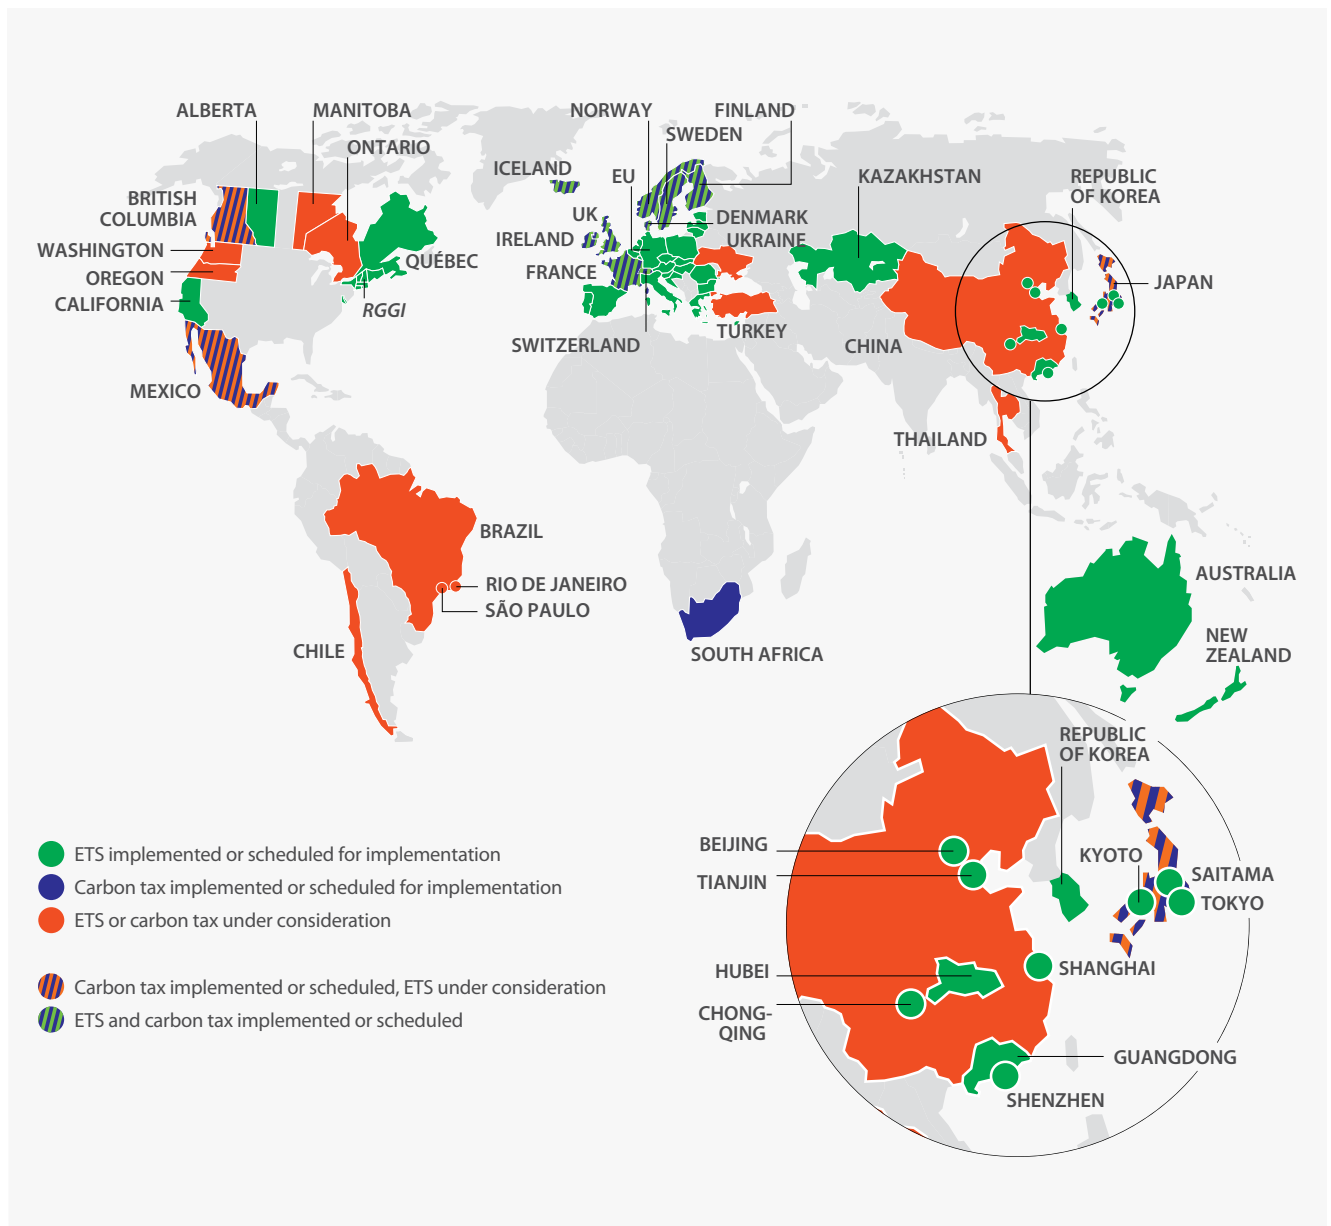 ALBERTA
MANITOBA
NORWAY
FINLAND
SWEDEN
ONTARIO
ICELAND
EU
KAZAKHSTAN
REPUBLIC
OF KOREA
BRITISH
COLUMBIA
UK
DENMARK
IRELAND
UKRAINE
WASHINGTON
QUÉBEC
OREGON
FRANCE
JAPAN
CALIFORNIA
RGGI
SWITZERLAND
TURKEY
CHINA
MEXICO
THAILAND
BRAZIL
RIO DE JANEIRO
SÃO PAULO
AUSTRALIA
CHILE
SOUTH AFRICA
NEW
ZEALAND
REPUBLIC
OF KOREA
BEIJING
KYOTO
TIANJIN
SAITAMA
TOKYO
HUBEI
SHANGHAI
CHONG-
QING
GUANGDONG
SHENZHEN
ETS implemented or scheduled for implementation
Carbon tax implemented or scheduled for implementation
ETS or carbon tax under consideration
Carbon tax implemented or scheduled, ETS under consideration
ETS and carbon tax implemented or scheduled